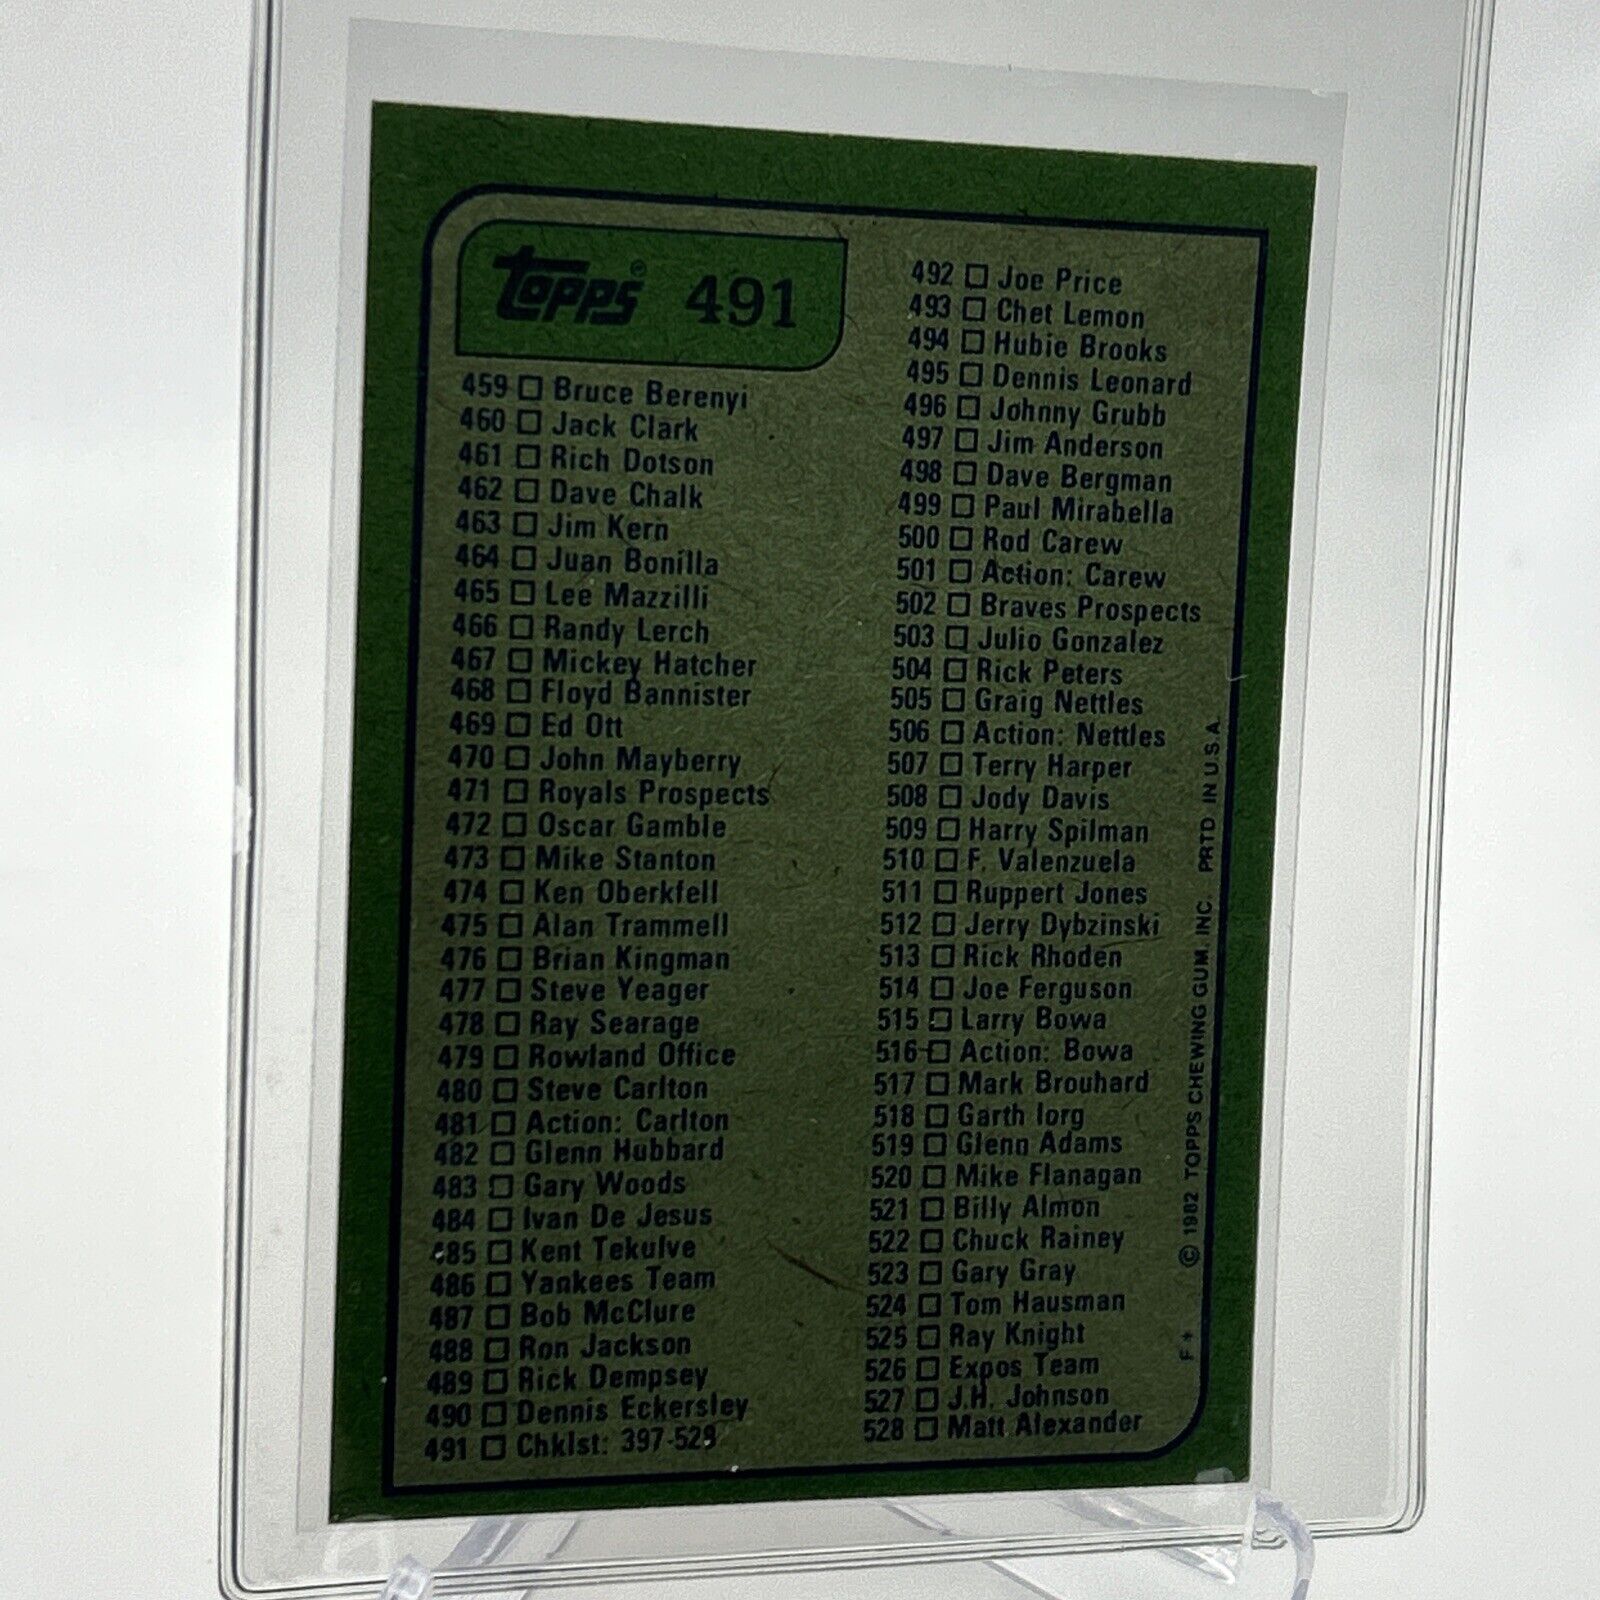 Topps® 491
459 ☐ Bruce Berenyi
460 ☐ Jack Clark
461 ☐ Rich Dotson
462 ☐ Dave Chalk
463 ☐ Jim Kern
464 ☐ Juan Bonilla
465 ☐ Lee Mazzilli
466 ☐ Randy Lerch
467 ☐ Mickey Hatcher
468 ☐ Floyd Bannister
469 ☐ Ed Ott
470 ☐ John Mayberry
471 ☐ Royals Prospects
472 ☐ Oscar Gamble
473 ☐ Mike Stanton
474 ☐ Ken Oberkfell
475 ☐ Alan Trammell
476 ☐ Brian Kingman
477 ☐ Steve Yeager
478 ☐ Ray Searage
479 ☐ Rowland Office
480 ☐ Steve Carlton
481 ☐ Action: Carlton
482 ☐ Glenn Hubbard
483 ☐ Gary Woods
484 ☐ Ivan De Jesus
485 ☐ Kent Tekulve
486 ☐ Yankees Team
487 ☐ Bob McClure
488 ☐ Ron Jackson
489 ☐ Rick Dempsey
490 ☐ Dennis Eckersley
491 ☐ Chklst: 397-528
492 ☐ Joe Price
493 ☐ Chet Lemon
494 ☐ Hubie Brooks
495 ☐ Dennis Leonard
496 ☐ Johnny Grubb
497 ☐ Jim Anderson
498 ☐ Dave Bergman
499 ☐ Paul Mirabella
500 ☐ Rod Carew
501 ☐ Action: Carew
502 ☐ Braves Prospects
503 ☐ Julio Gonzalez
504 ☐ Rick Peters
505 ☐ Graig Nettles
506 ☐ Action: Nettles
507 ☐ Terry Harper
508 ☐ Jody Davis
509 ☐ Harry Spilman
510 ☐ F. Valenzuela
511 ☐ Ruppert Jones
512 ☐ Jerry Dybzinski
513 ☐ Rick Rhoden
514 ☐ Joe Ferguson
515 ☐ Larry Bowa
516 ☐ Action: Bowa
517 ☐ Mark Brouhard
518 ☐ Garth Iorg
519 ☐ Glenn Adams
520 ☐ Mike Flanagan
521 ☐ Billy Almon
522 ☐ Chuck Rainey
523 ☐ Gary Gray
524 ☐ Tom Hausman
525 ☐ Ray Knight
526 ☐ Expos Team
527 ☐ J.H. Johnson
528 ☐ Matt Alexander
F* © 1982 TOPPS CHEWING GUM, INC. PRTD IN U.S.A.